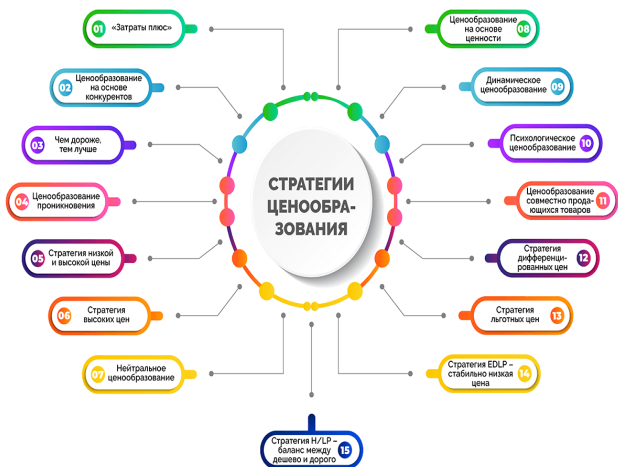 СТРАТЕГИИ
ЦЕНООБРА-
ЗОВАНИЯ
01
«Затраты плюс»
02
Ценообразование
на основе
конкурентов
03
Чем дороже,
тем лучше
04
Ценообразование
проникновения
05
Стратегия низкой
и высокой цены
06
Стратегия
высоких цен
07
Нейтральное
ценообразование
Ценообразование
на основе
ценности
08
Динамическое
ценообразование
09
Психологическое
ценообразование
10
Ценообразование
совместно прода-
ющихся товаров
11
Стратегия
дифференци-
рованных цен
12
Стратегия
льготных цен
13
Стратегия EDLP –
стабильно низкая
цена
14
Стратегия H/LP –
баланс между
дешево и дорого
15